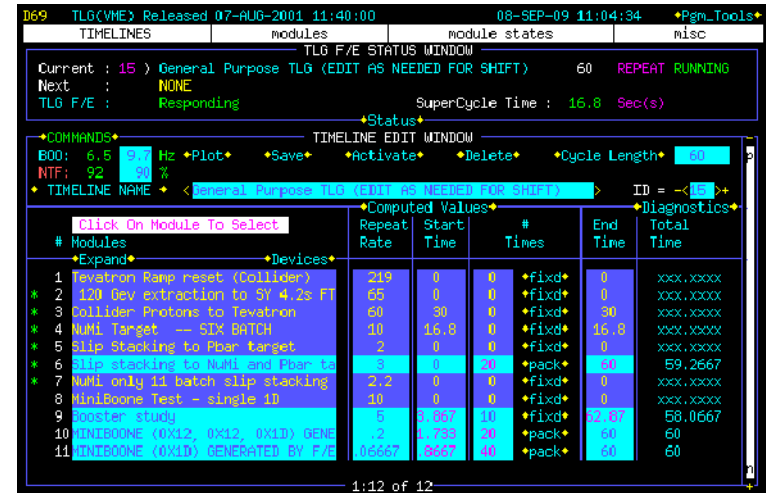 D69 TLG(VME) Released 07-AUG-2001 11:40:00 08-SEP-09 11:04:34 ◆Pgm_Tools◆
TIMELINES modules module states misc
TLG F/E STATUS WINDOW
Current : 15 ) General Purpose TLG (EDIT AS NEEDED FOR SHIFT) 60 REPEAT RUNNING
Next : NONE
TLG F/E : Responding SuperCycle Time : 16.8 Sec(s)
◆Status◆
◆COMMANDS◆ TIMELINE EDIT WINDOW
BOO: 6.5 9.7 Hz ◆Plot◆ ◆Save◆ ◆Activate◆ ◆Delete◆ ◆Cycle Length◆ 60 p
NTF: 92 90 %
◆ TIMELINE NAME ◆ <General Purpose TLG (EDIT AS NEEDED FOR SHIFT) > ID = -<15 >+
◆Computed Values◆ ◆Diagnostics◆
Click On Module To Select Repeat Start # End Total
# Modules Rate Time Times Time Time
◆Expand◆ ◆Devices◆
1 Tevatron Ramp reset (Collider) 219 0 0 ◆fixd◆ 0 xxx.xxxx
* 2 120 Gev extraction to SY 4.2s FT 65 0 0 ◆fixd◆ 0 xxx.xxxx
* 3 Collider Protons to Tevatron 60 30 0 ◆fixd◆ 30 xxx.xxxx
* 4 NuMi Target -- SIX BATCH 10 16.8 0 ◆fixd◆ 16.8 xxx.xxxx
* 5 Slip Stacking to Pbar target 2 0 0 ◆fixd◆ 0 xxx.xxxx
* 6 Slip stacking to NuMi and Pbar ta 3 0 20 ◆pack◆ 60 59.2667
* 7 NuMi only 11 batch slip stacking 2.2 0 0 ◆fixd◆ 0 xxx.xxxx
8 MiniBoone Test - single 1D 10 0 0 ◆fixd◆ 0 xxx.xxxx
9 Booster study 5 3.867 10 ◆fixd◆ 62.87 58.0667
10 MINIBOONE (0X12, 0X12, 0X1D) GENE .2 1.733 20 ◆pack◆ 60 60
11 MINIBOONE (0X1D) GENERATED BY F/E .06667 .8667 40 ◆pack◆ 60 60
n
1:12 of 12 +